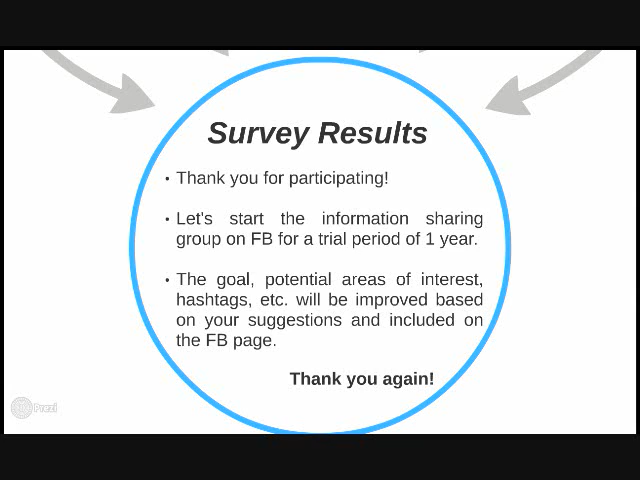 Survey Results
• Thank you for participating!
• Let's start the information sharing
group on FB for a trial period of 1 year.
• The goal, potential areas of interest,
hashtags, etc. will be improved based
on your suggestions and included on
the FB page.
Thank you again!
Prezi